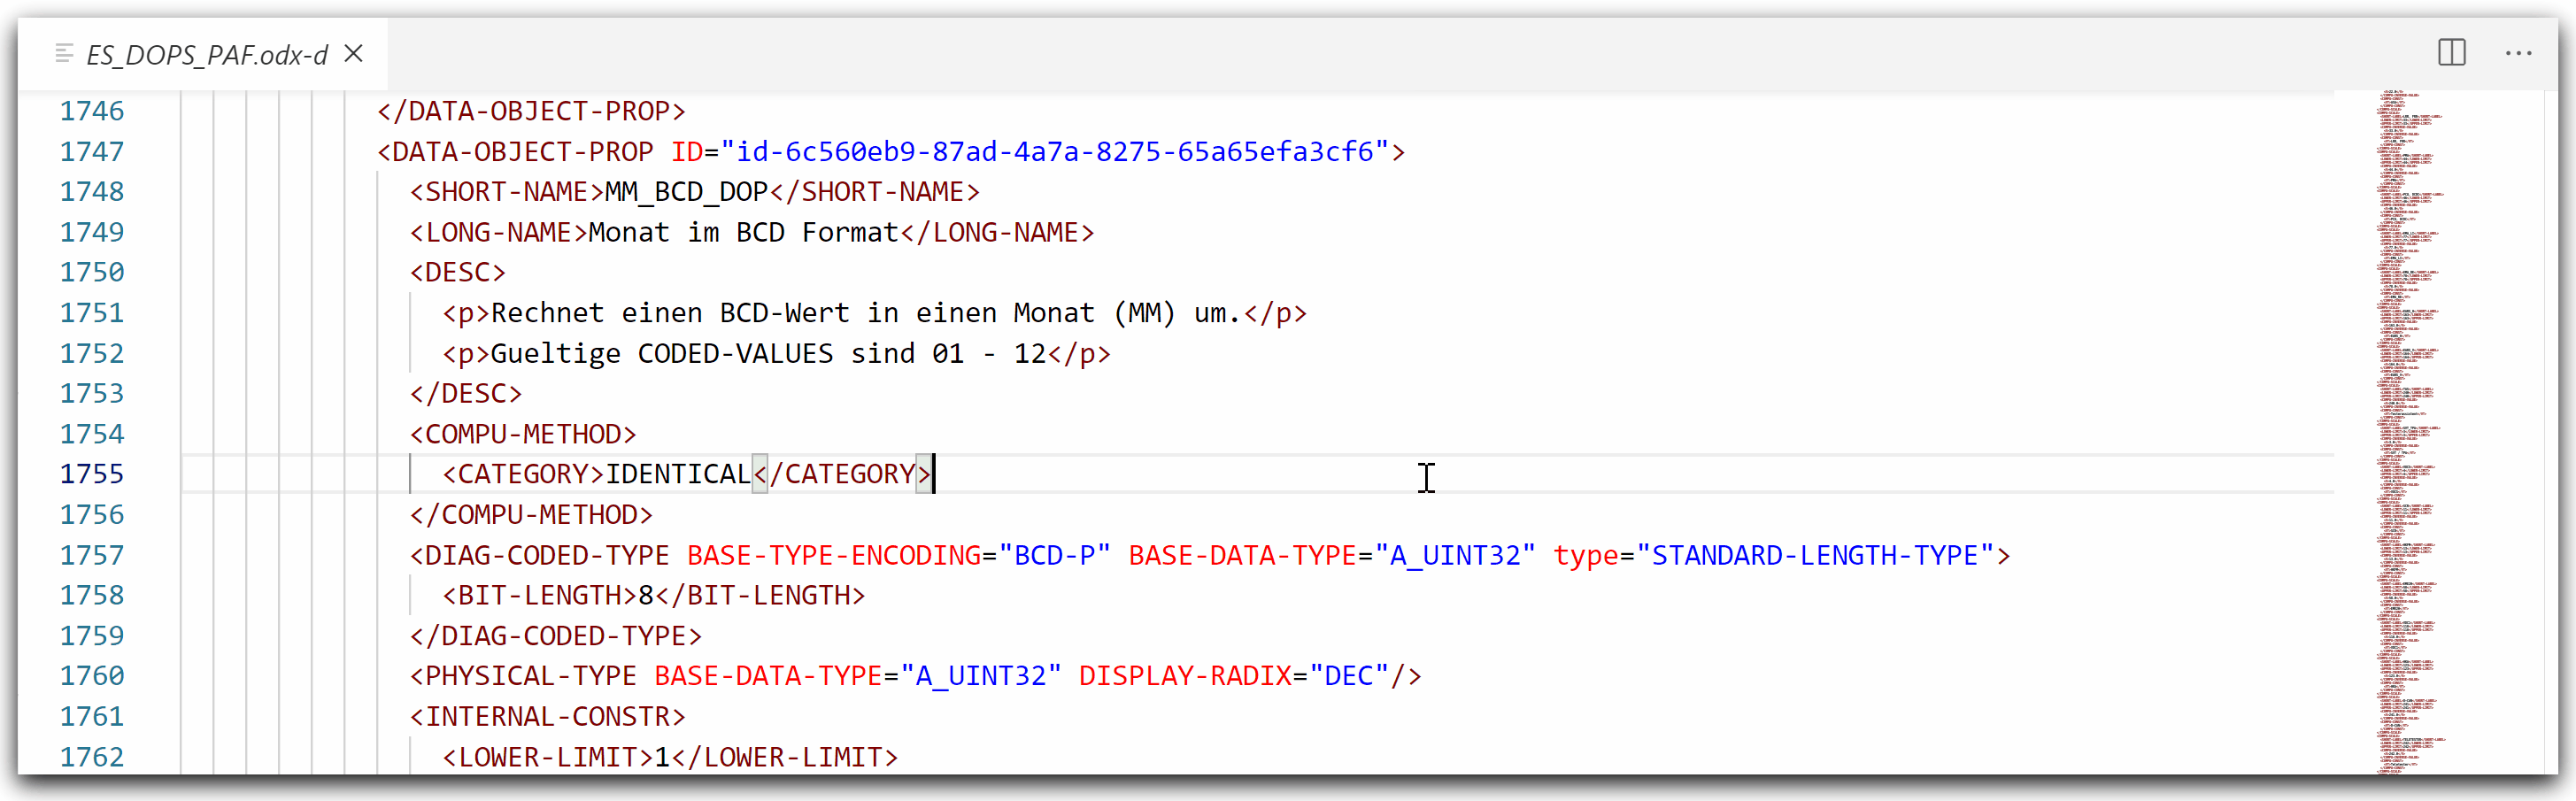 ES_DOPS_PAF.odx-d
1746 </DATA-OBJECT-PROP>
1747 <DATA-OBJECT-PROP ID="id-6c560eb9-87ad-4a7a-8275-65a65efa3cf6">
1748 <SHORT-NAME>MM_BCD_DOP</SHORT-NAME>
1749 <LONG-NAME>Monat im BCD Format</LONG-NAME>
1750 <DESC>
1751 <p>Rechnet einen BCD-Wert in einen Monat (MM) um.</p>
1752 <p>Gueltige CODED-VALUES sind 01 - 12</p>
1753 </DESC>
1754 <COMPU-METHOD>
1755 <CATEGORY>IDENTICAL</CATEGORY>
1756 </COMPU-METHOD>
1757 <DIAG-CODED-TYPE BASE-TYPE-ENCODING="BCD-P" BASE-DATA-TYPE="A_UINT32" type="STANDARD-LENGTH-TYPE">
1758 <BIT-LENGTH>8</BIT-LENGTH>
1759 </DIAG-CODED-TYPE>
1760 <PHYSICAL-TYPE BASE-DATA-TYPE="A_UINT32" DISPLAY-RADIX="DEC"/>
1761 <INTERNAL-CONSTR>
1762 <LOWER-LIMIT>1</LOWER-LIMIT>